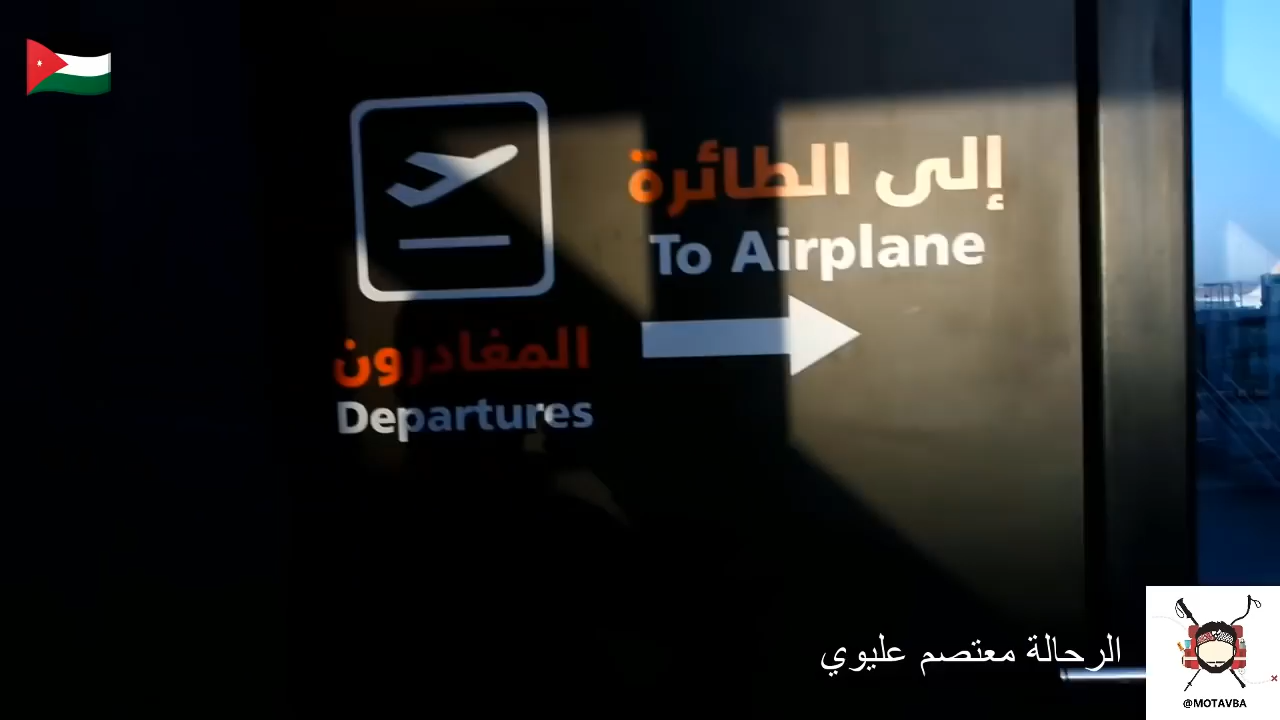 إلى الطائرة
To Airplane
المغادرون
Departures
الرحالة معتصم عليوي
@MOTAVBA